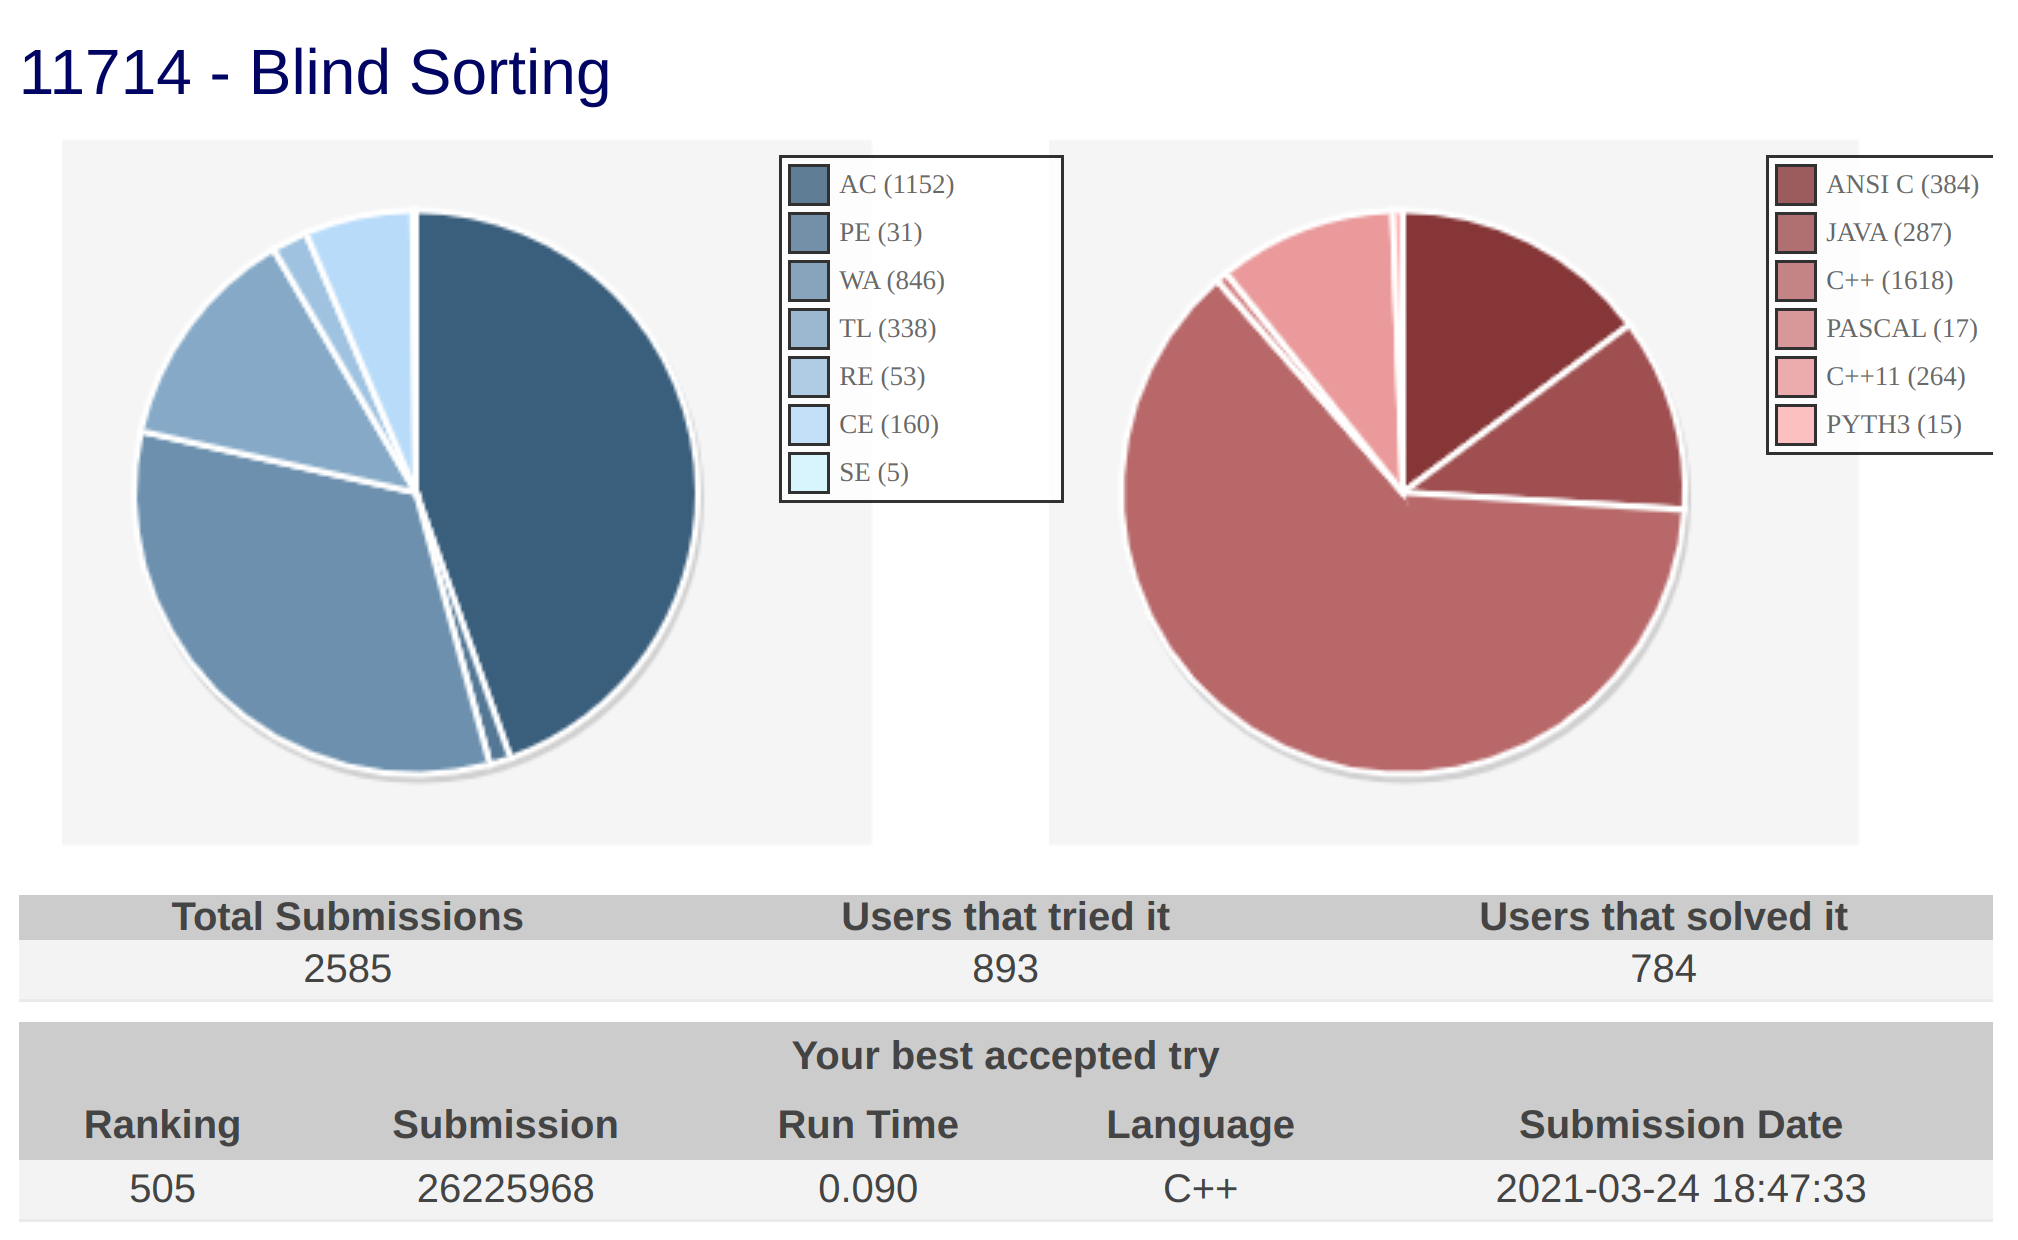 11714 - Blind Sorting
AC (1152)
PE (31)
WA (846)
TL (338)
RE (53)
CE (160)
SE (5)
ANSI C (384)
JAVA (287)
C++ (1618)
PASCAL (17)
C++11 (264)
PYTH3 (15)
Total Submissions Users that tried it Users that solved it
2585 893 784
Your best accepted try
Ranking Submission Run Time Language Submission Date
505 26225968 0.090 C++ 2021-03-24 18:47:33